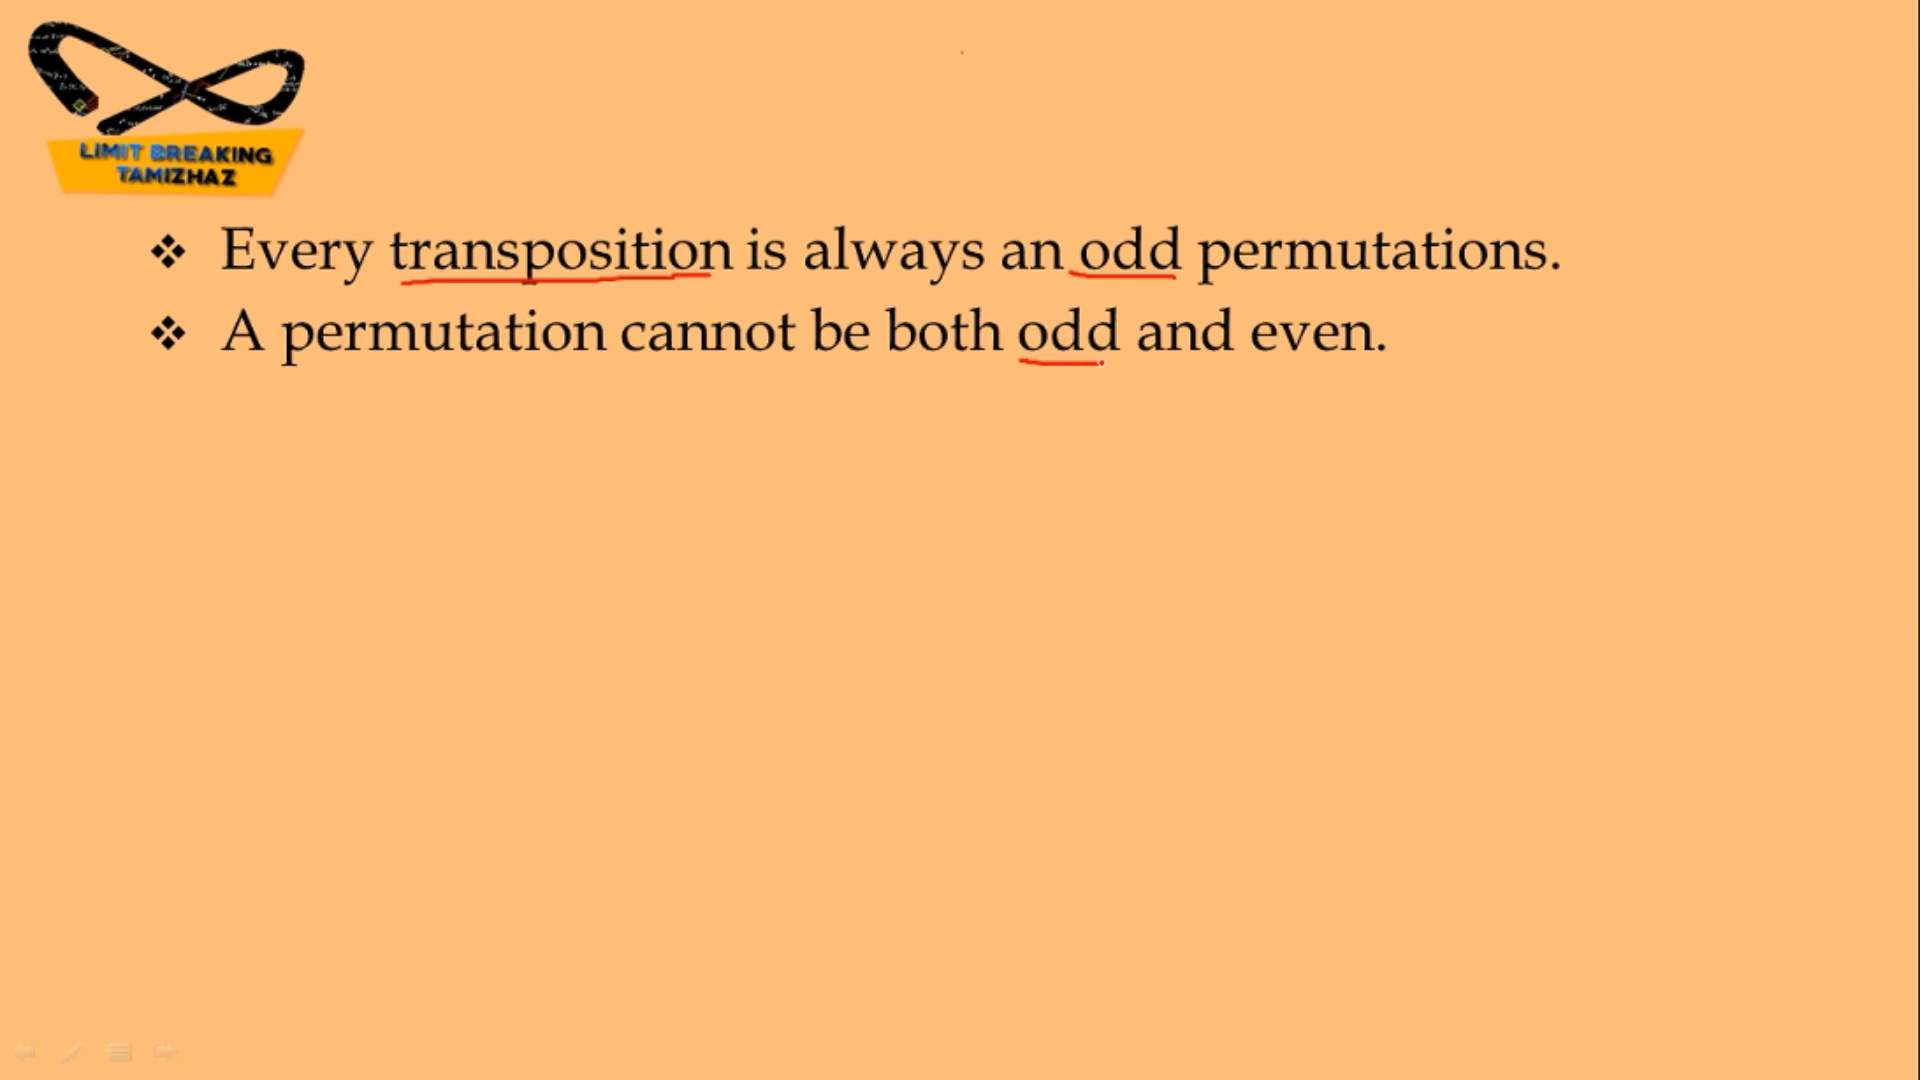 LIMIT BREAKING
TAMIZHAZ
❖ Every transposition is always an odd permutations.
❖ A permutation cannot be both odd and even.